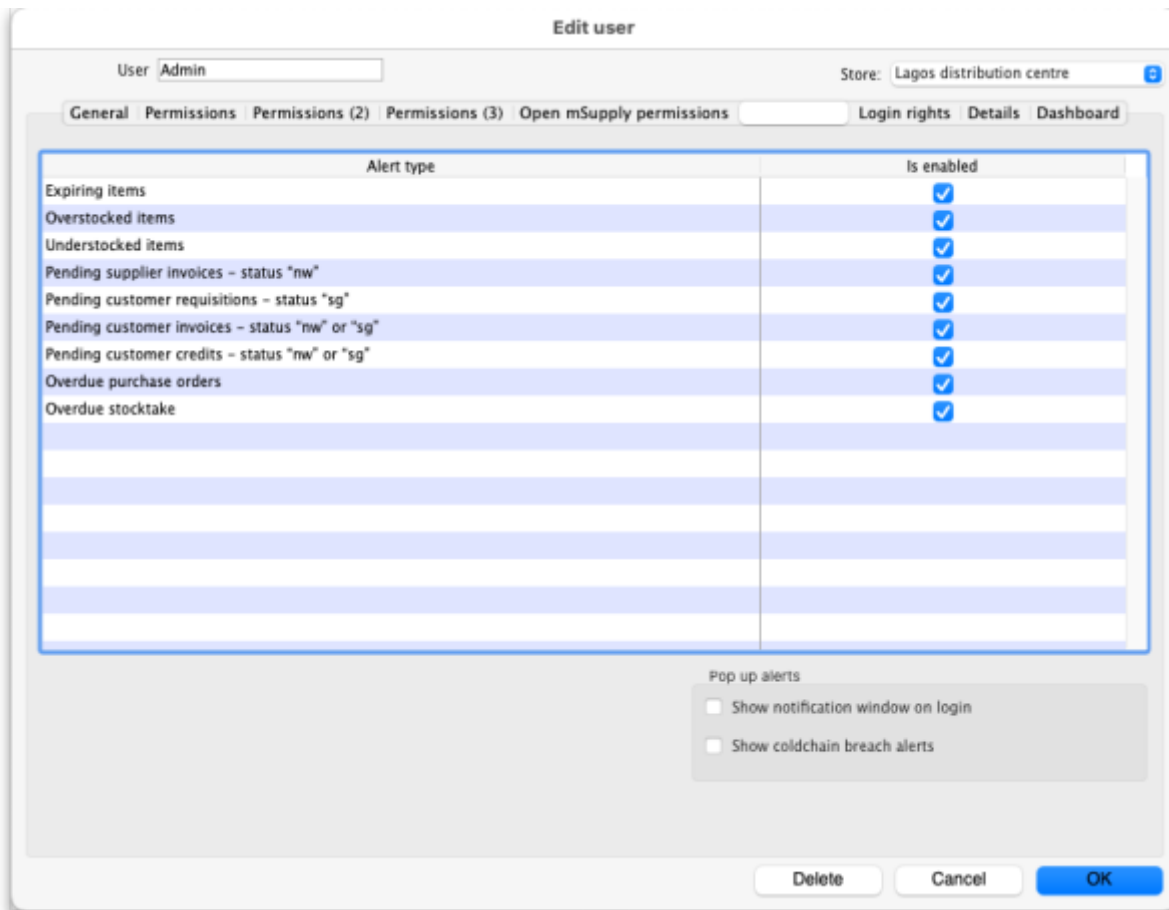 Edit user
User Admin Store: Lagos distribution centre
General Permissions Permissions (2) Permissions (3) Open mSupply permissions Login rights Details Dashboard
Alert type Is enabled
Expiring items
Overstocked items
Understocked items
Pending supplier invoices – status “nw”
Pending customer requisitions – status “sg”
Pending customer invoices – status “nw” or “sg”
Pending customer credits – status “nw” or “sg”
Overdue purchase orders
Overdue stocktake
Pop up alerts
Show notification window on login
Show coldchain breach alerts
Delete Cancel OK